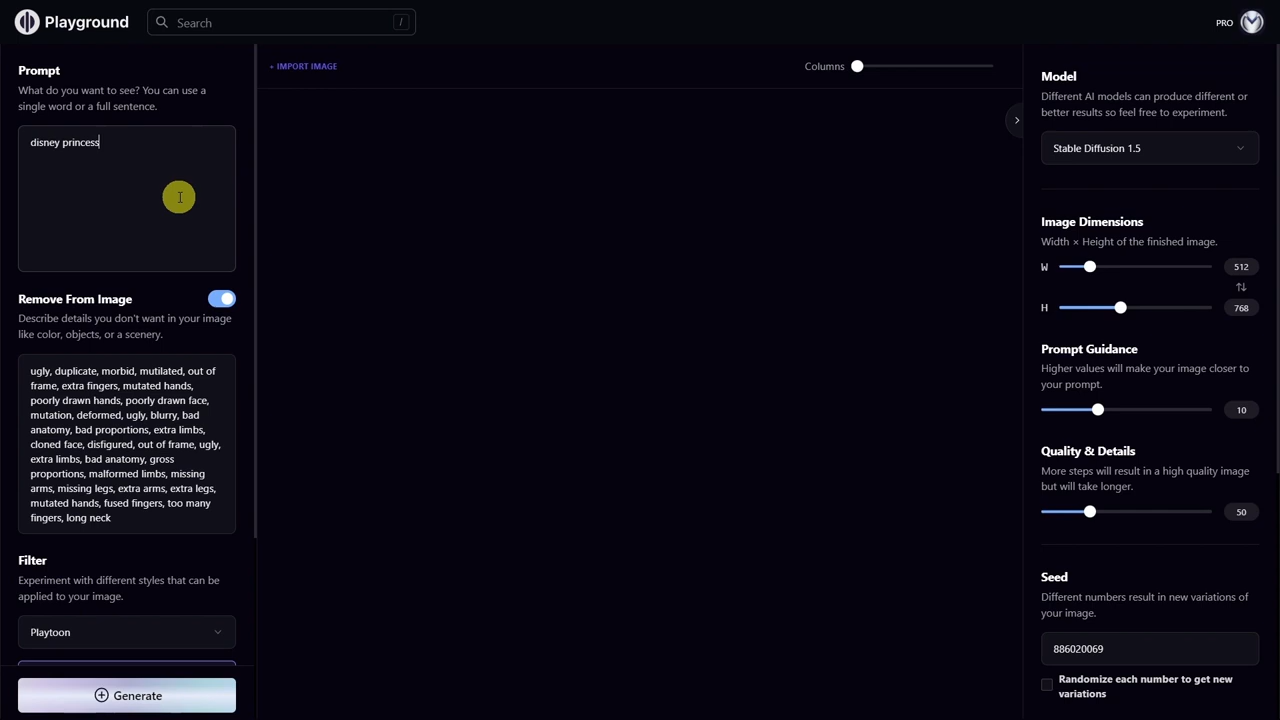 Playground
Search
/
PRO
Prompt
What do you want to see? You can use a
single word or a full sentence.
disney princess
Remove From Image
Describe details you don't want in your image
like color, objects, or a scenery.
ugly, duplicate, morbid, mutilated, out of
frame, extra fingers, mutated hands,
poorly drawn hands, poorly drawn face,
mutation, deformed, ugly, blurry, bad
anatomy, bad proportions, extra limbs,
cloned face, disfigured, out of frame, ugly,
extra limbs, bad anatomy, gross
proportions, malformed limbs, missing
arms, missing legs, extra arms, extra legs,
mutated hands, fused fingers, too many
fingers, long neck
Filter
Experiment with different styles that can be
applied to your image.
Playtoon
Generate
+ IMPORT IMAGE
Columns
Model
Different AI models can produce different or
better results so feel free to experiment.
Stable Diffusion 1.5
Image Dimensions
Width × Height of the finished image.
W
512
H
768
Prompt Guidance
Higher values will make your image closer to
your prompt.
10
Quality & Details
More steps will result in a high quality image
but will take longer.
50
Seed
Different numbers result in new variations of
your image.
886020069
Randomize each number to get new
variations